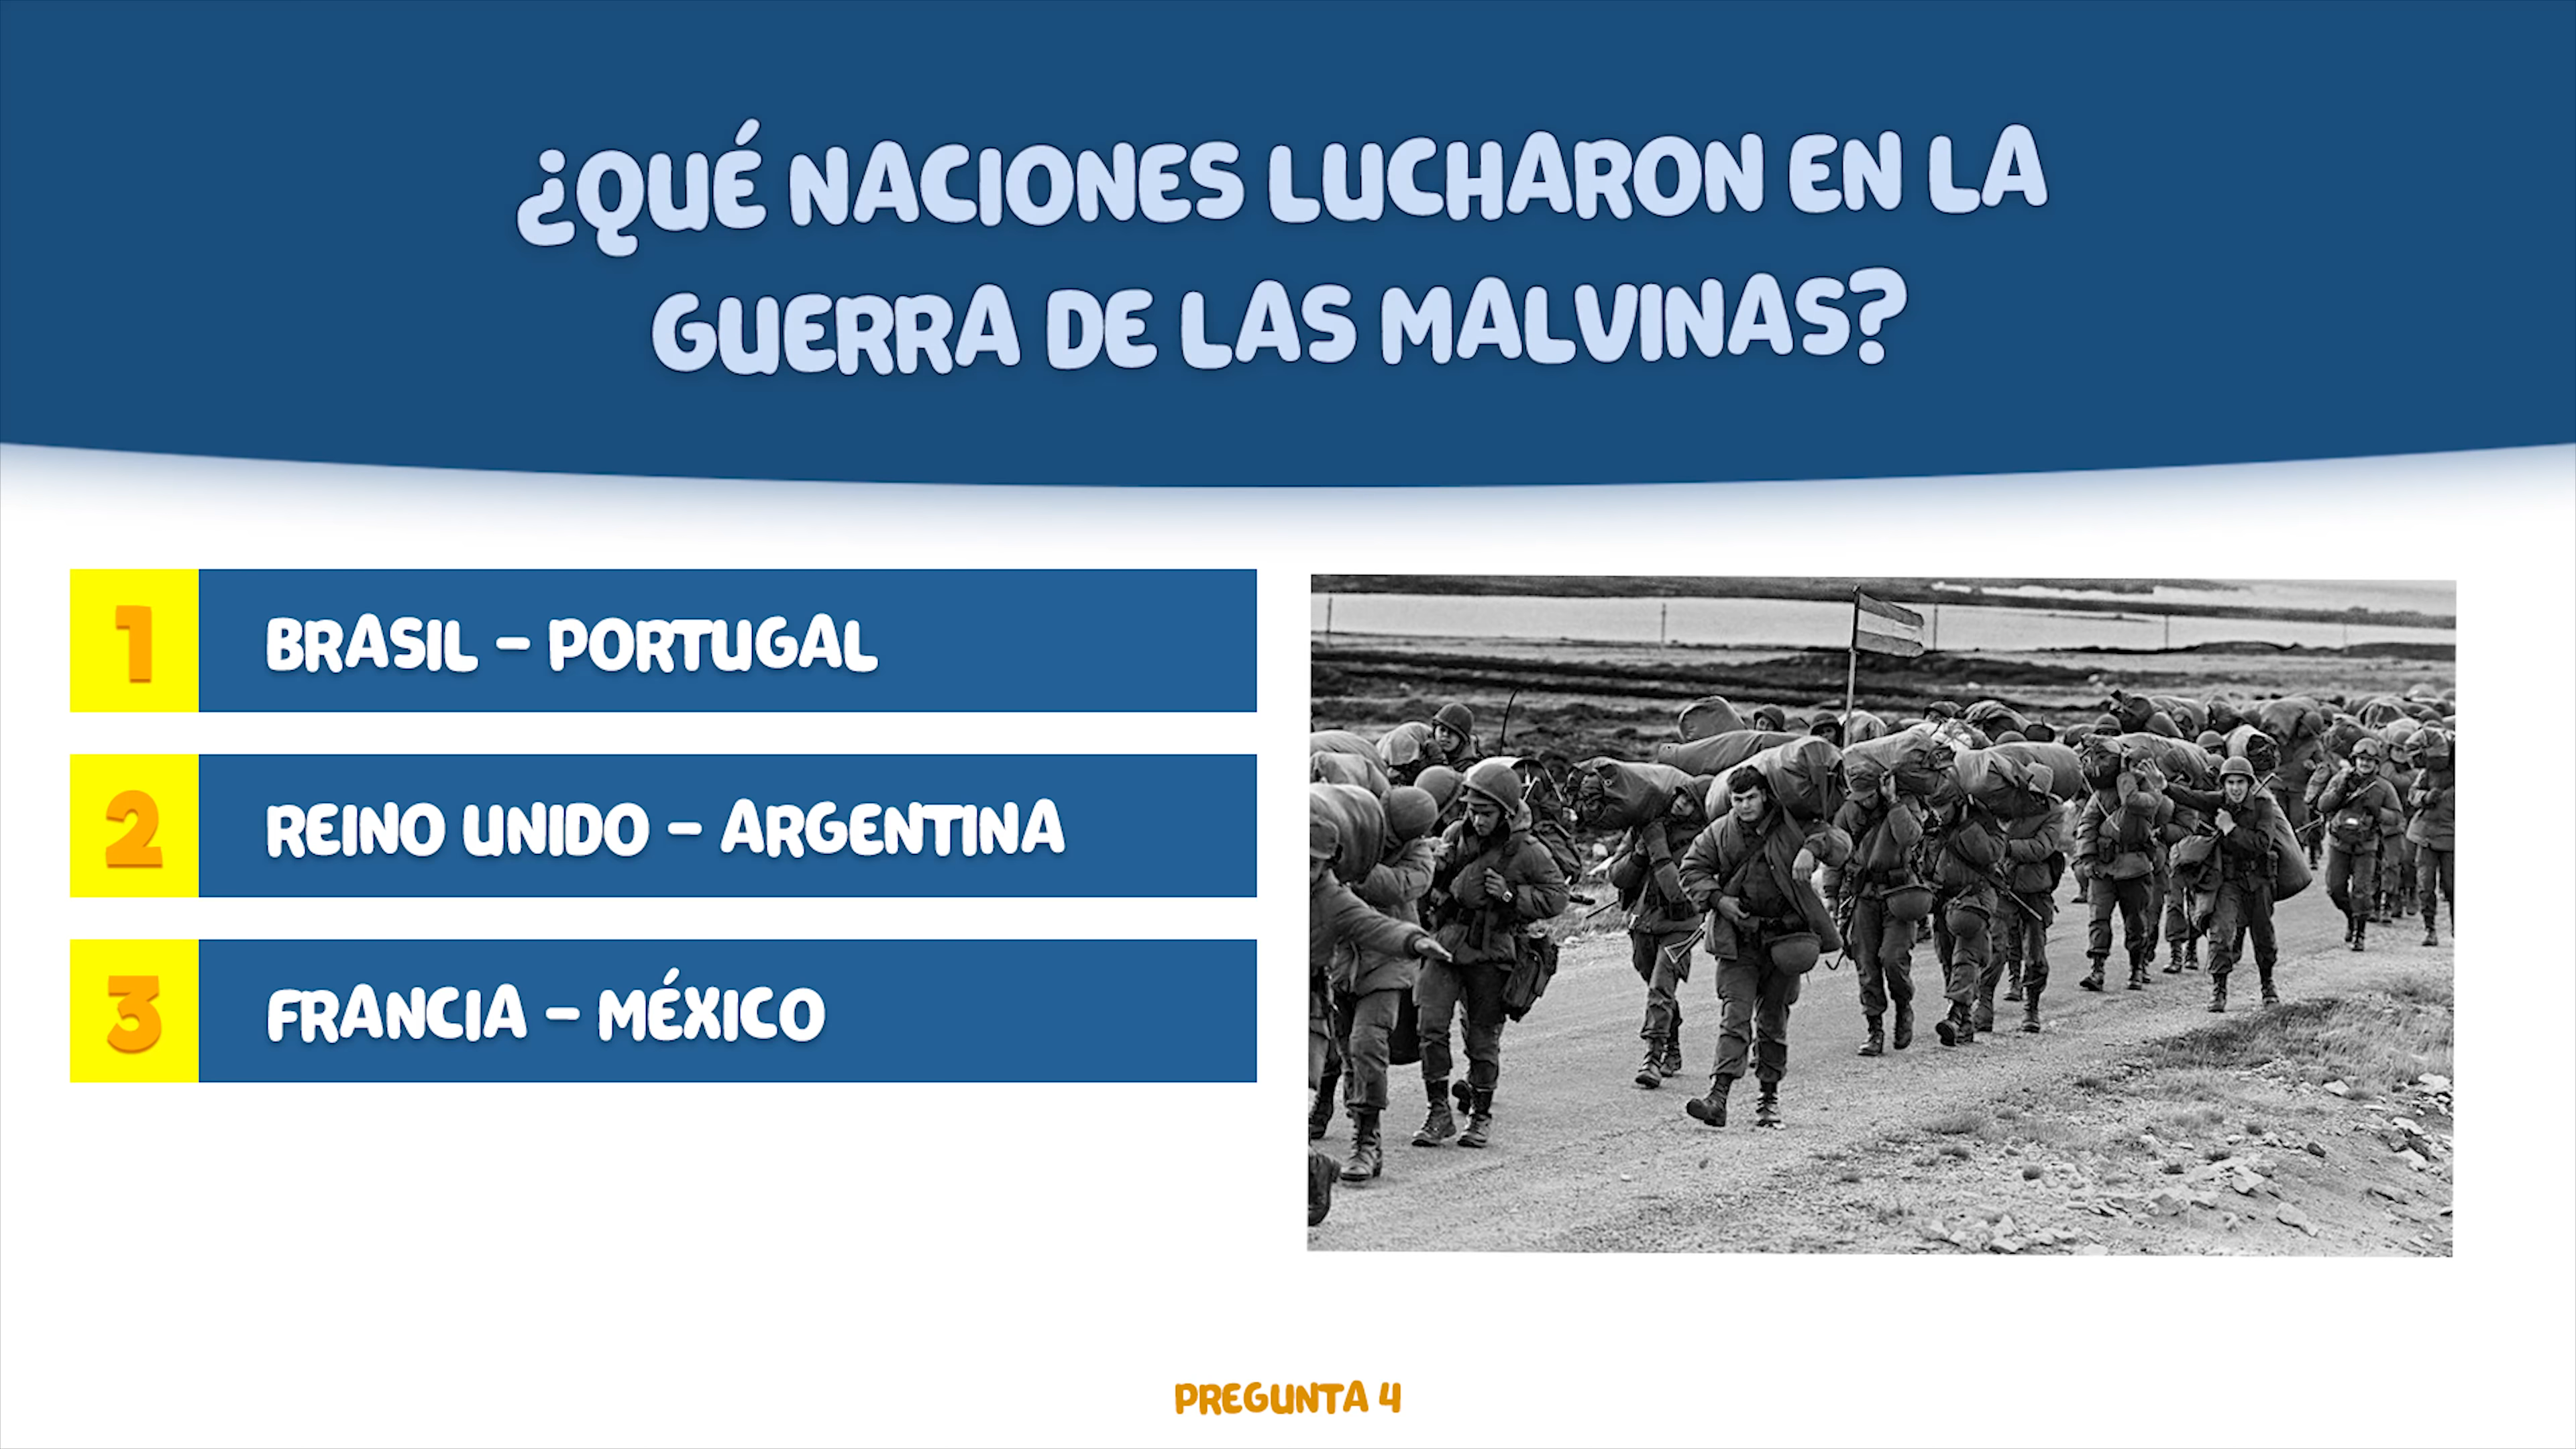 ¿QUÉ NACIONES LUCHARON EN LA
GUERRA DE LAS MALVINAS?
1 BRASIL - PORTUGAL
2 REINO UNIDO - ARGENTINA
3 FRANCIA - MÉXICO
PREGUNTA 4